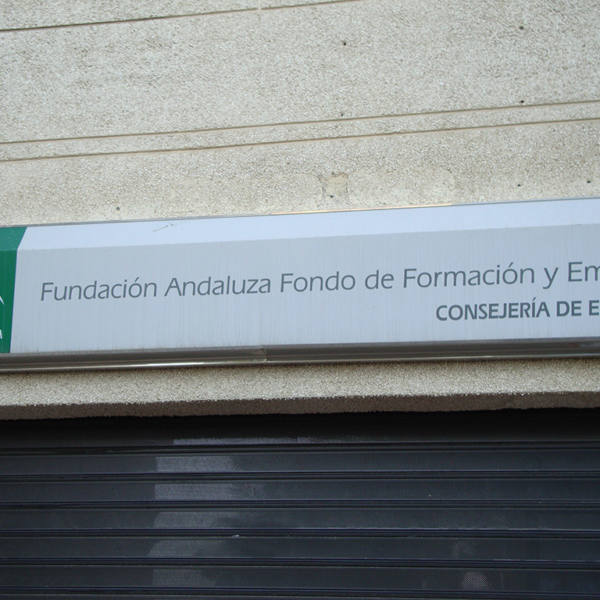 Fundación Andaluza Fondo de Formación y Em
CONSEJERÍA DE E